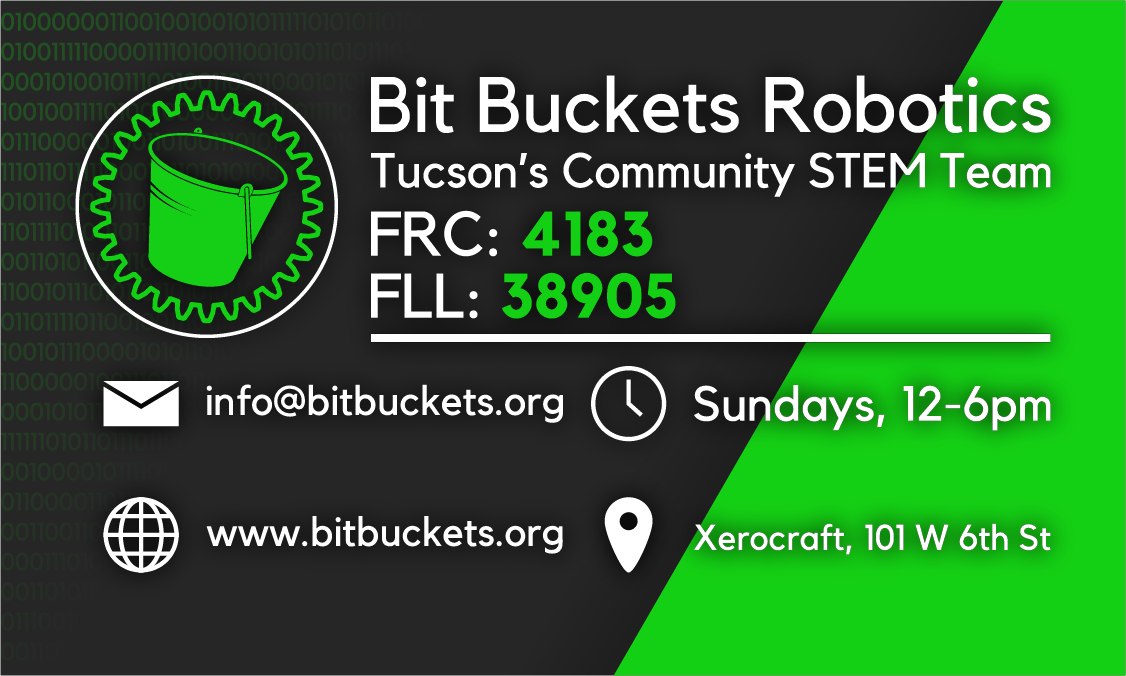 Bit Buckets Robotics
Tucson's Community STEM Team
FRC: 4183
FLL: 38905
info@bitbuckets.org
Sundays, 12-6pm
www.bitbuckets.org
Xerocraft, 101 W 6th St